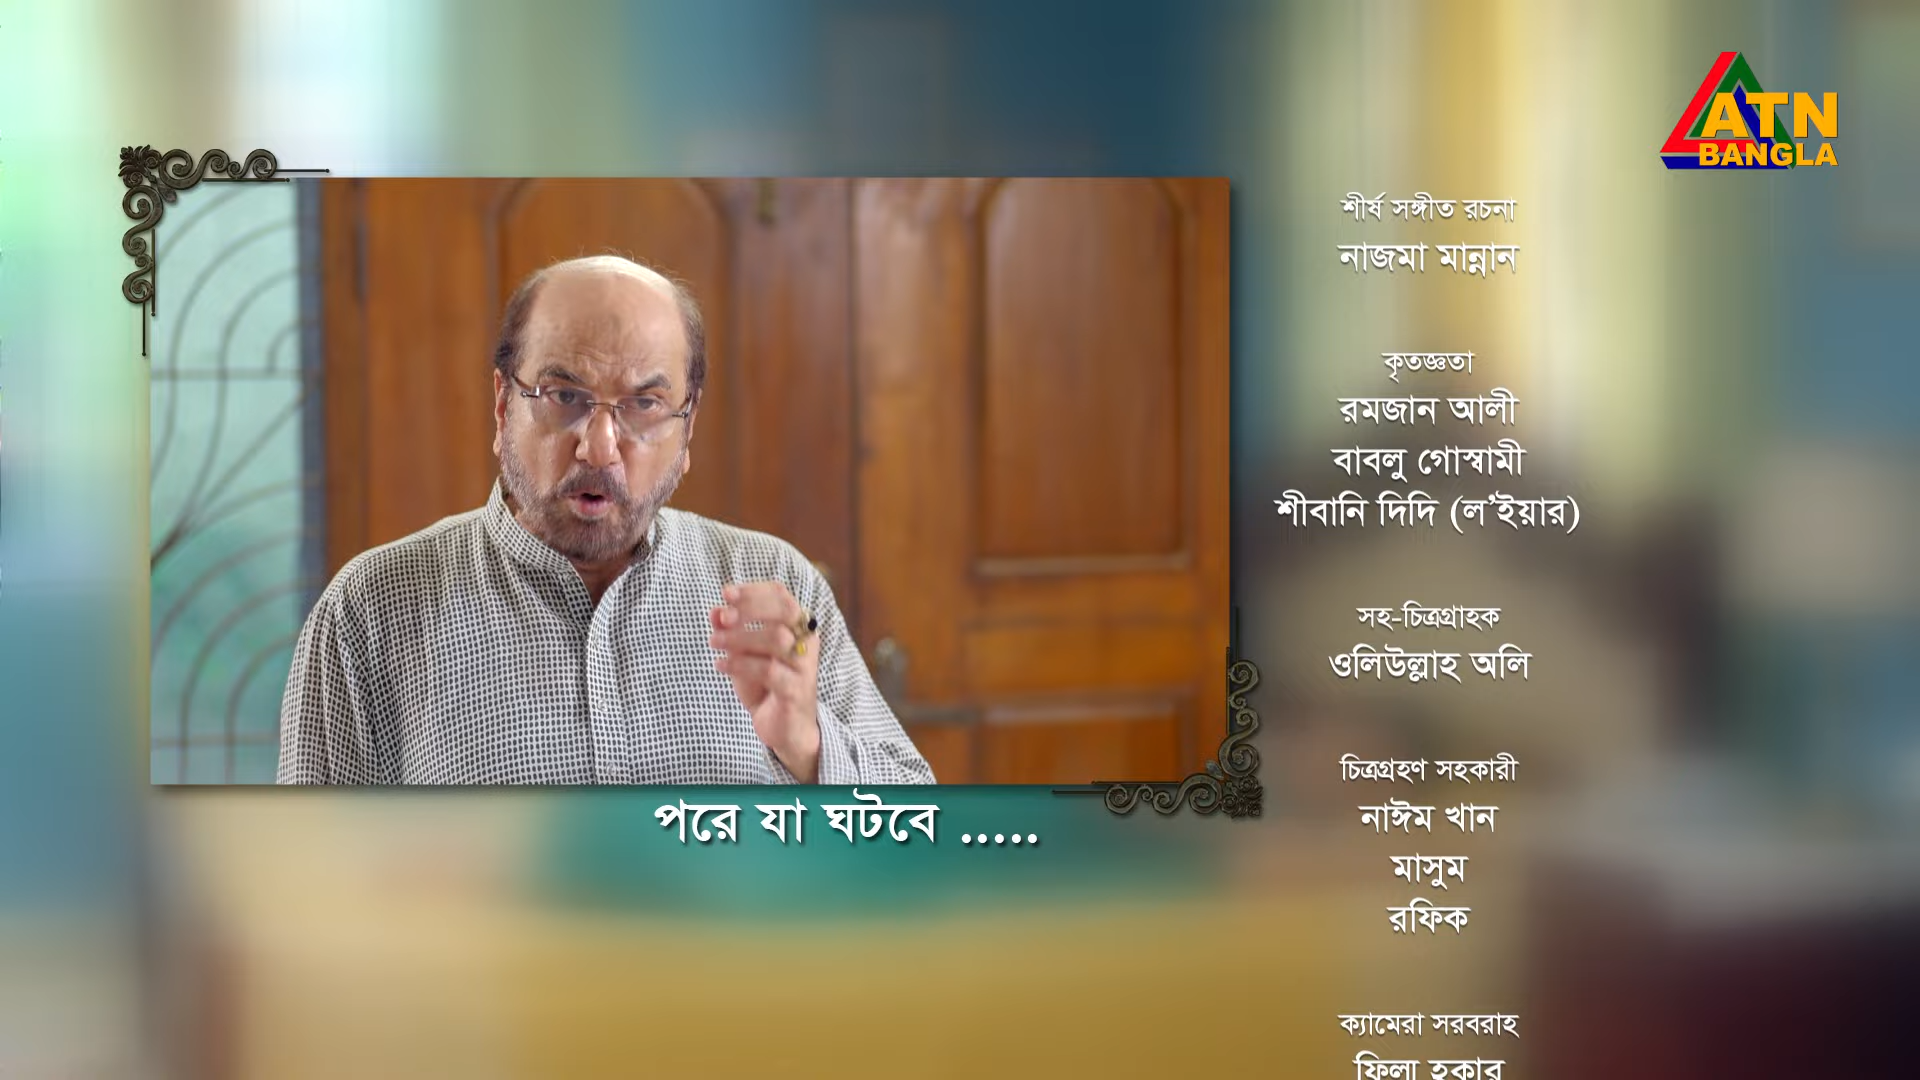 ATN
BANGLA
শীর্ষ সঙ্গীত রচনা
নাজমা মান্নান
কৃতজ্ঞতা
রমজান আলী
বাবলু গোস্বামী
শীবানি দিদি (ল'ইয়ার)
সহ-চিত্রগ্রাহক
ওলিউল্লাহ অলি
চিত্রগ্রহণ সহকারী
নাঈম খান
মাসুম
রফিক
ক্যামেরা সরবরাহ
ফিল্ম হকার
পরে যা ঘটবে .....